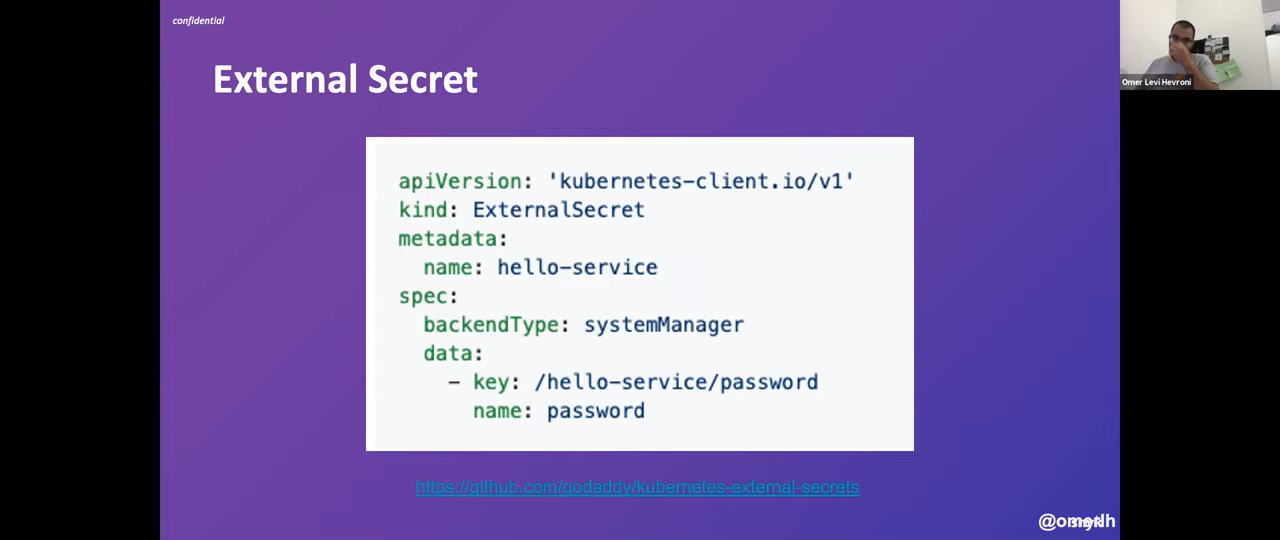 confidential
External Secret
Omer Levi Hevroni
apiVersion: 'kubernetes-client.io/v1'
kind: ExternalSecret
metadata:
  name: hello-service
spec:
  backendType: systemManager
  data:
    - key: /hello-service/password
      name: password
https://github.com/godaddy/kubernetes-external-secrets